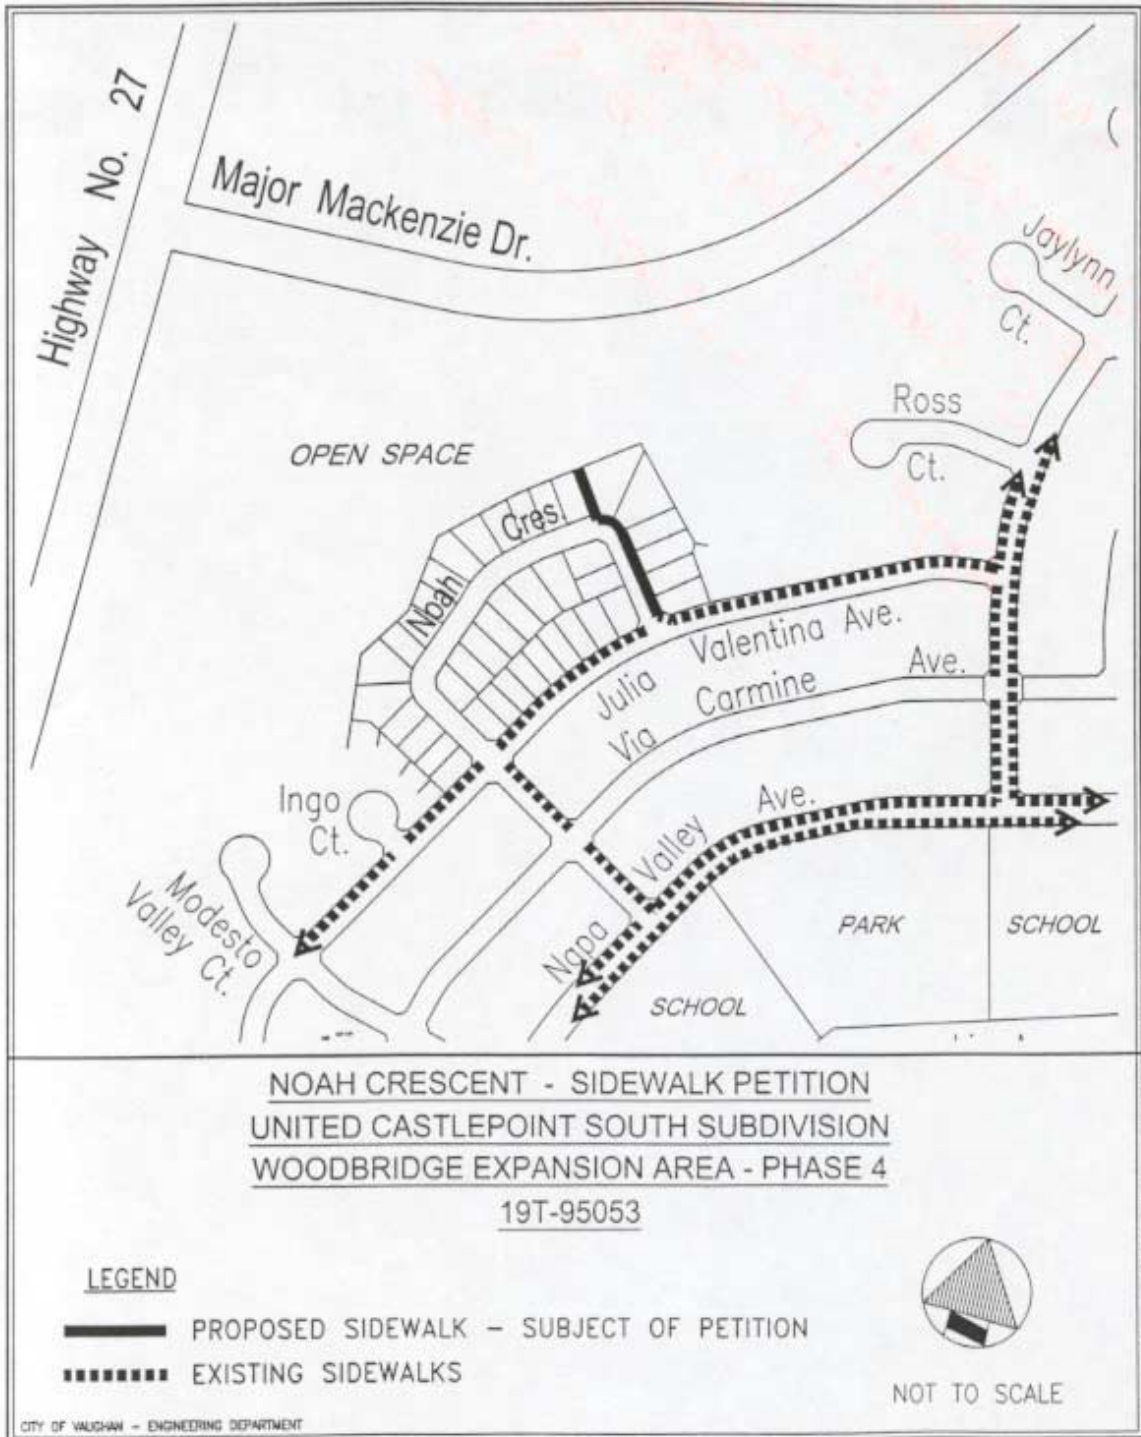 Highway No. 27
Major Mackenzie Dr.
Jaylynn
Ct.
Ross
Ct.
OPEN SPACE
Noah Cres.
Julia Valentina Ave.
Via Carmine Ave.
Ingo
Ct.
Modesto
Valley Ct.
Napa Valley Ave.
PARK
SCHOOL
SCHOOL
NOAH CRESCENT - SIDEWALK PETITION
UNITED CASTLEPOINT SOUTH SUBDIVISION
WOODBRIDGE EXPANSION AREA - PHASE 4
19T-95053
LEGEND
PROPOSED SIDEWALK - SUBJECT OF PETITION
EXISTING SIDEWALKS
NOT TO SCALE
CITY OF VAUGHAN - ENGINEERING DEPARTMENT